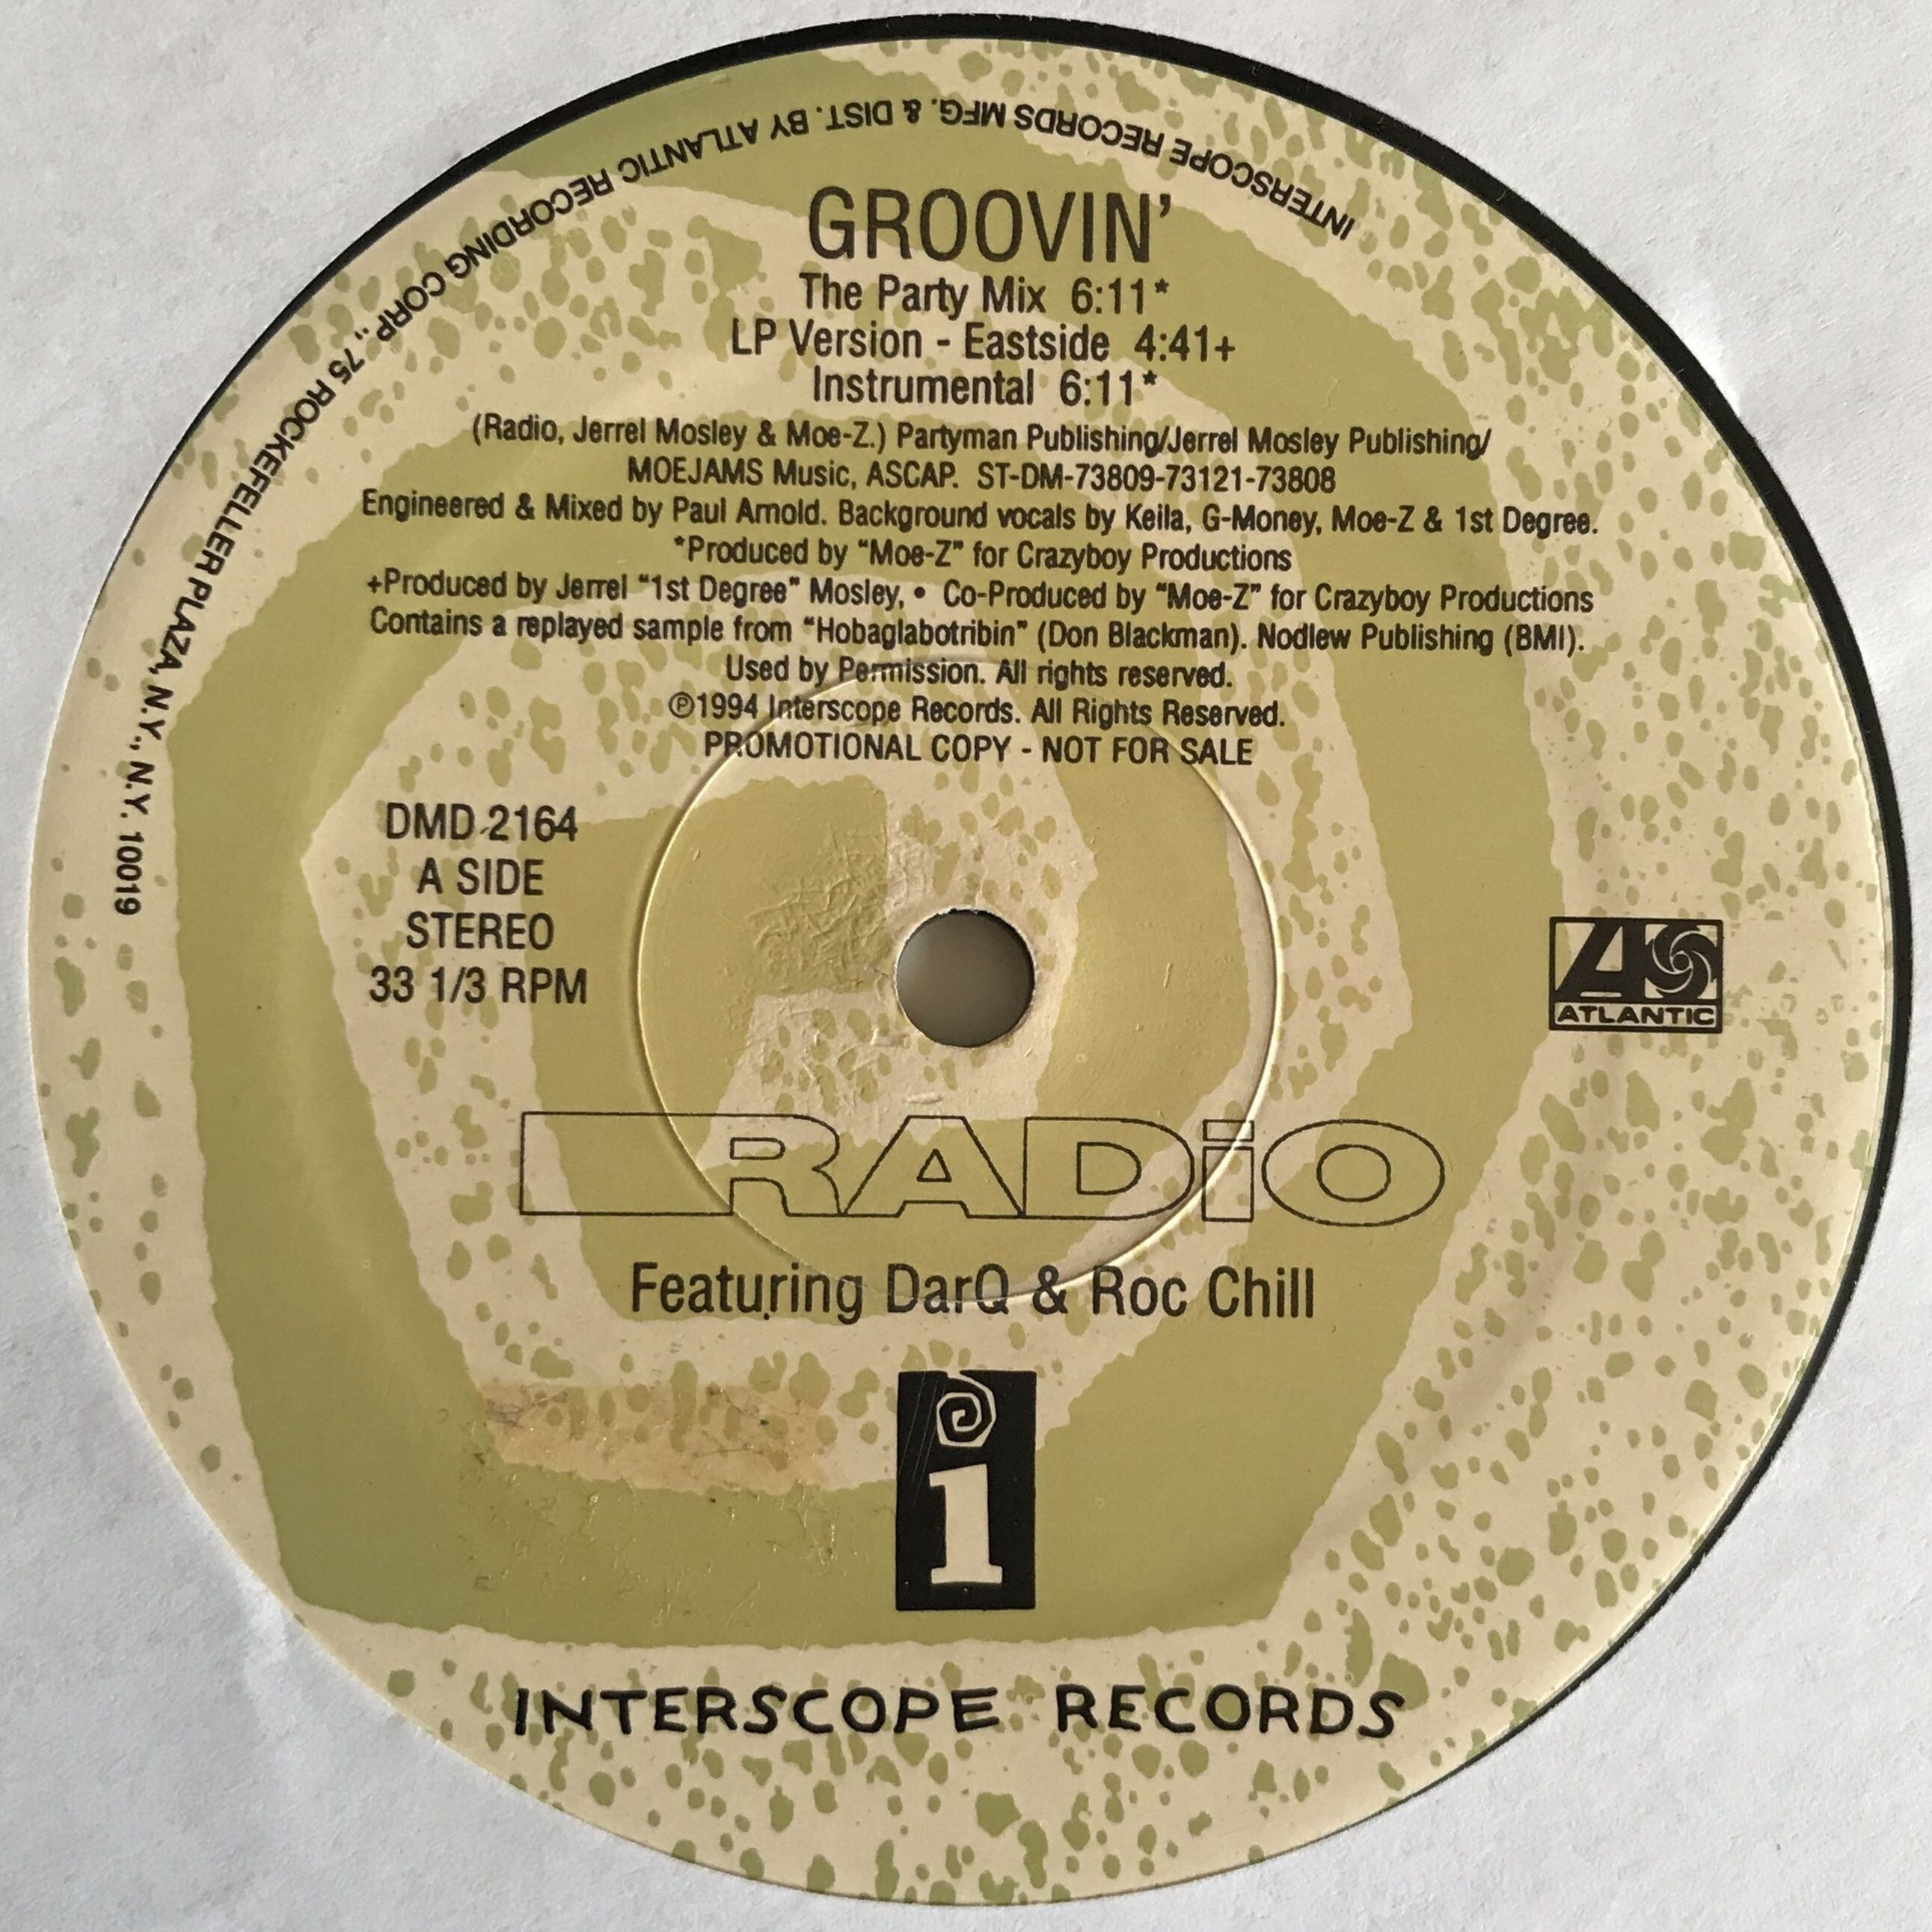 INTERSCOPE RECORDS MFG. & DIST. BY ATLANTIC RECORDING CORP., 75 ROCKEFELLER PLAZA, N.Y., N.Y. 10019
GROOVIN'
The Party Mix 6:11*
LP Version - Eastside 4:41+
Instrumental 6:11*
(Radio, Jerrel Mosley & Moe-Z.) Partyman Publishing/Jerrel Mosley Publishing/
MOEJAMS Music, ASCAP. ST-DM-73809-73121-73808
Engineered & Mixed by Paul Arnold. Background vocals by Keila, G-Money, Moe-Z & 1st Degree.
*Produced by "Moe-Z" for Crazyboy Productions
+Produced by Jerrel "1st Degree" Mosley, • Co-Produced by "Moe-Z" for Crazyboy Productions
Contains a replayed sample from "Hobaglabotribin" (Don Blackman). Nodlew Publishing (BMI).
Used by Permission. All rights reserved.
℗1994 Interscope Records. All Rights Reserved.
PROMOTIONAL COPY - NOT FOR SALE
DMD 2164
A SIDE
STEREO
33 1/3 RPM
ATLANTIC
RADiO
Featuring DarQ & Roc Chill
i
INTERSCOPE RECORDS